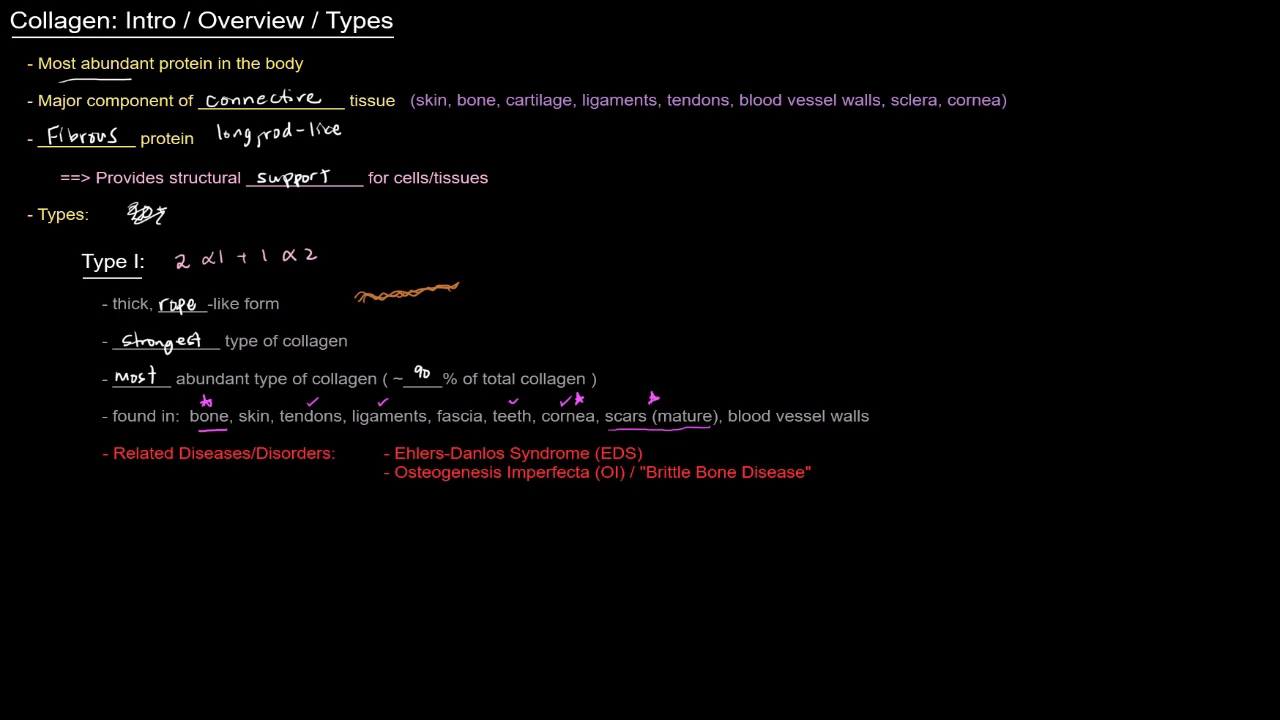 Collagen: Intro / Overview / Types
- Most abundant protein in the body
- Major component of connective tissue (skin, bone, cartilage, ligaments, tendons, blood vessel walls, sclera, cornea)
- Fibrous protein long, rod-like
==> Provides structural support for cells/tissues
- Types:
Type I: 2 α1 + 1 α2
- thick, rope-like form
- strongest type of collagen
- most abundant type of collagen ( ~90% of total collagen )
- found in: bone, skin, tendons, ligaments, fascia, teeth, cornea, scars (mature), blood vessel walls
- Related Diseases/Disorders: - Ehlers-Danlos Syndrome (EDS)
- Osteogenesis Imperfecta (OI) / "Brittle Bone Disease"